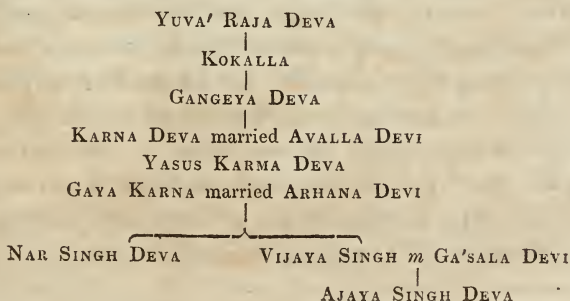 Yuva' Raja Deva
Kokalla
Gangeya Deva
Karna Deva married Avalla Devi
Yasus Karma Deva
Gaya Karna married Arhana Devi
Nar Singh Deva Vijaya Singh m Ga'sala Devi
Ajaya Singh Deva